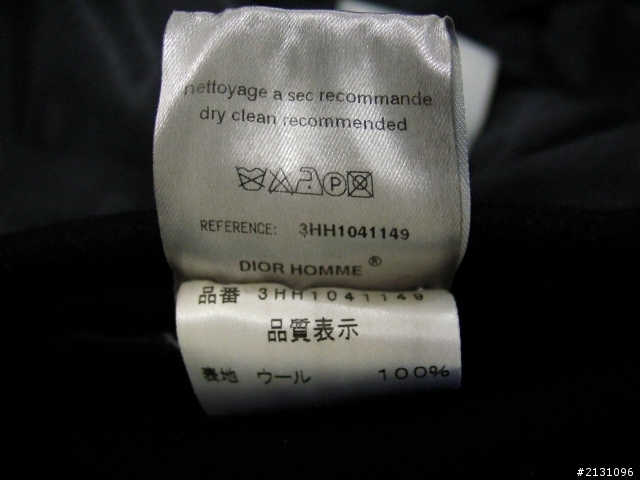 nettoyage a sec recommande
dry clean recommended
P
REFERENCE: 3HH1041149
DIOR HOMME®
品番 3HH1041149
品質表示
表地 ウール 100%
#2131096